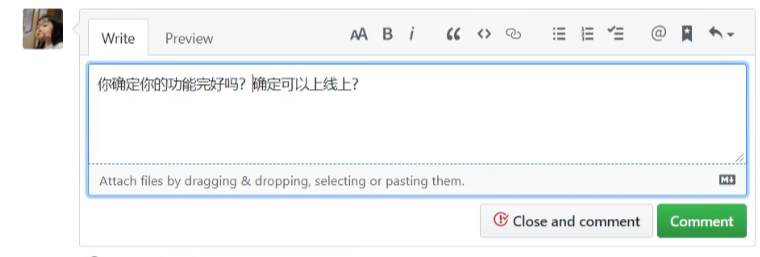 Write Preview AA B i
你确定你的功能完好吗？确定可以上线上？
Attach files by dragging & dropping, selecting or pasting them.
Close and comment Comment